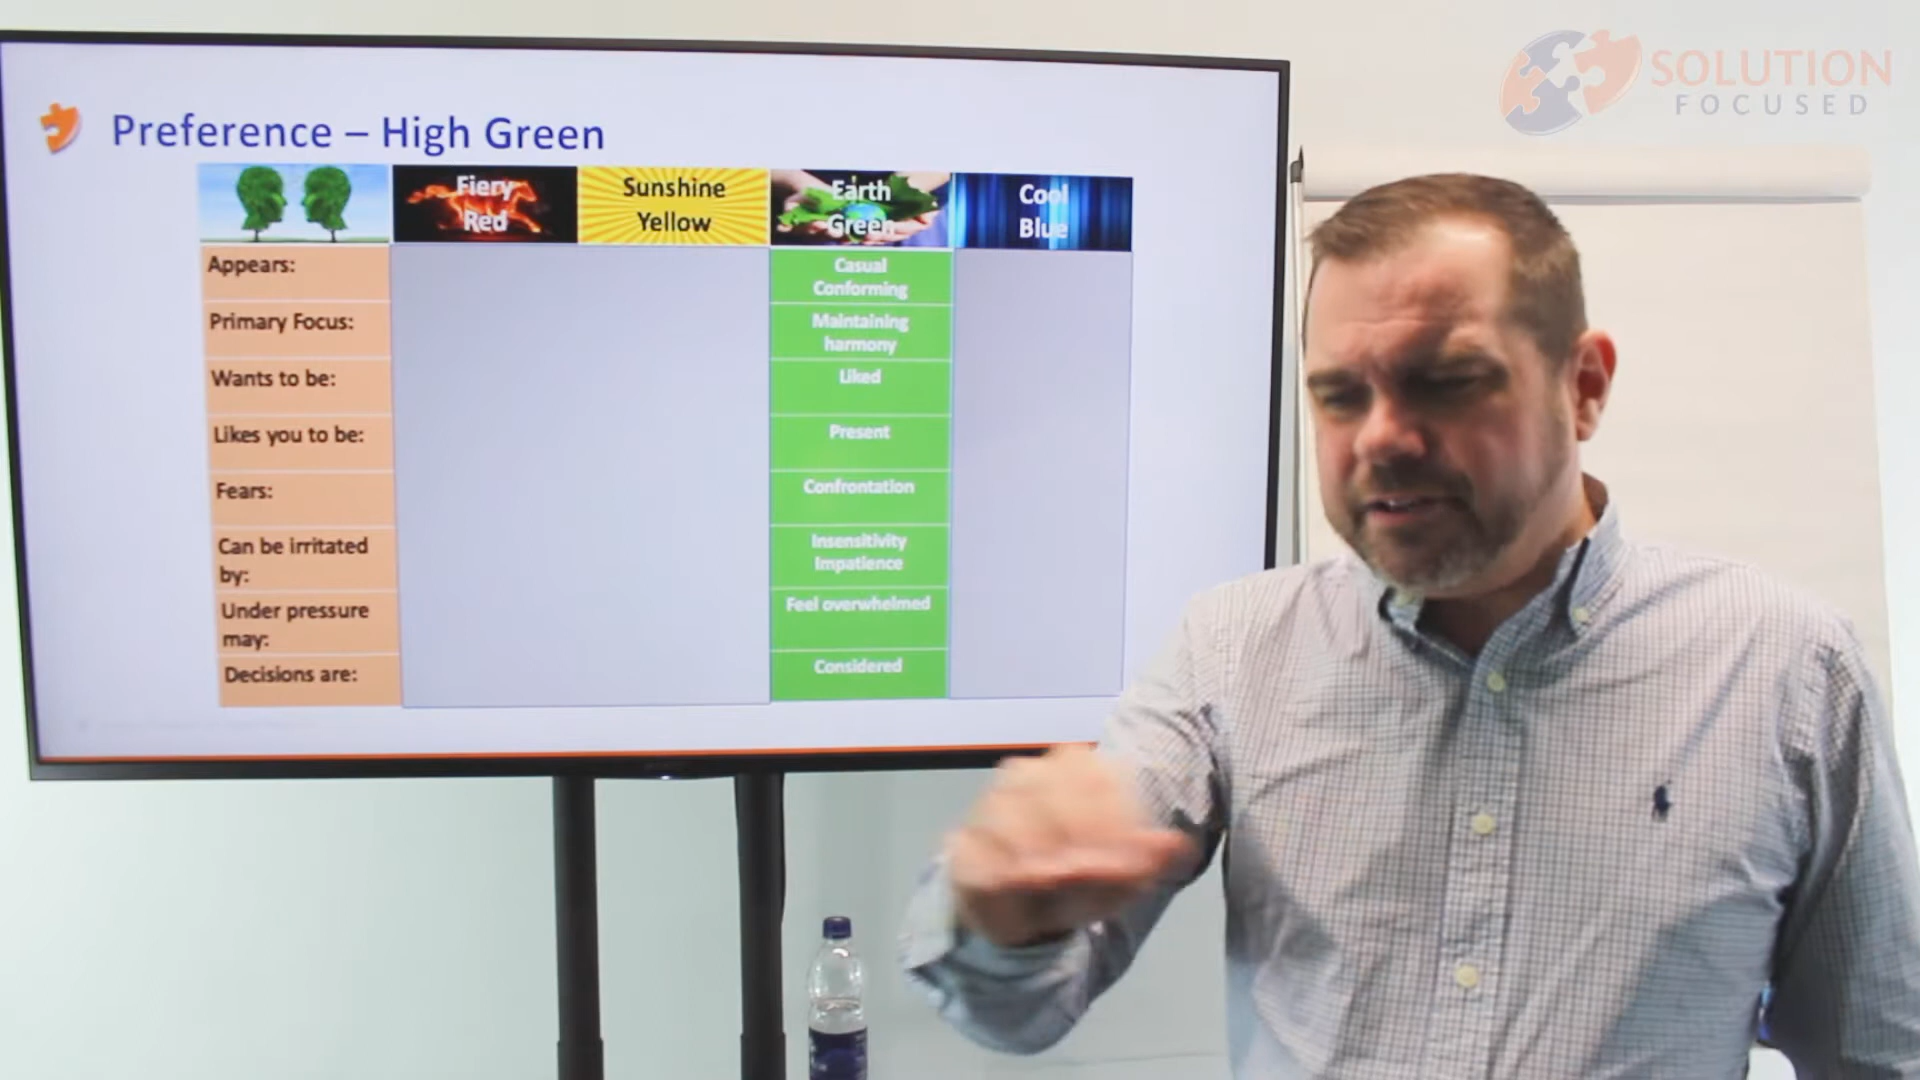 SOLUTION
FOCUSED
Preference – High Green
Fiery
Red
Sunshine
Yellow
Earth
Green
Cool
Blue
Appears:
Casual
Conforming
Primary Focus:
Maintaining
harmony
Wants to be:
Liked
Likes you to be:
Present
Fears:
Confrontation
Can be irritated
by:
Insensitivity
Impatience
Under pressure
may:
Feel overwhelmed
Decisions are:
Considered